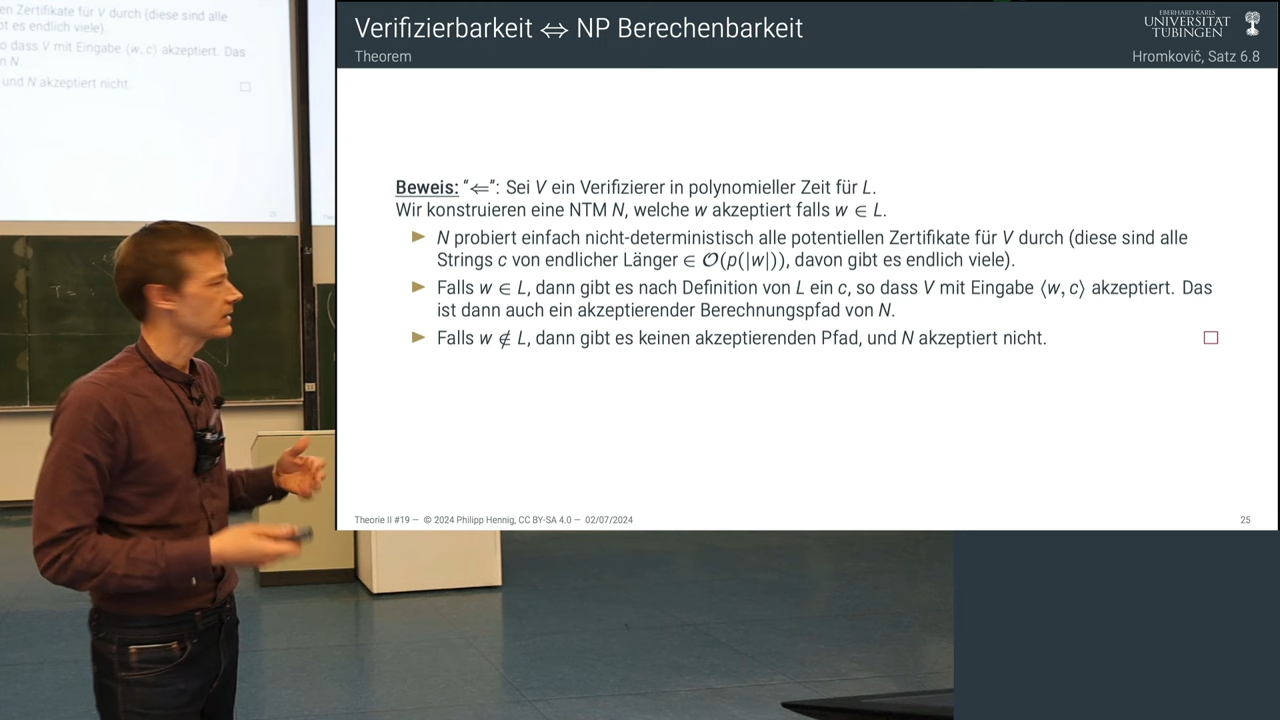 en Zertifikate für V durch (diese sind alle
bt es endlich viele)
o dass V mit Eingabe ⟨w, c⟩ akzeptiert. Das
n N.
und N akzeptiert nicht.
Verifizierbarkeit ⇔ NP Berechenbarkeit
Theorem
EBERHARD KARLS
UNIVERSITÄT
TÜBINGEN
Hromkovič, Satz 6.8
Beweis: “⇐”: Sei V ein Verifizierer in polynomieller Zeit für L.
Wir konstruieren eine NTM N, welche w akzeptiert falls w ∈ L.
▶ N probiert einfach nicht-deterministisch alle potentiellen Zertifikate für V durch (diese sind alle
Strings c von endlicher Länger ∈ 𝒪(p(|w|)), davon gibt es endlich viele).
▶ Falls w ∈ L, dann gibt es nach Definition von L ein c, so dass V mit Eingabe ⟨w, c⟩ akzeptiert. Das
ist dann auch ein akzeptierender Berechnungspfad von N.
▶ Falls w ∉ L, dann gibt es keinen akzeptierenden Pfad, und N akzeptiert nicht. □
Theorie II #19 — © 2024 Philipp Hennig, CC BY-SA 4.0 — 02/07/2024
25